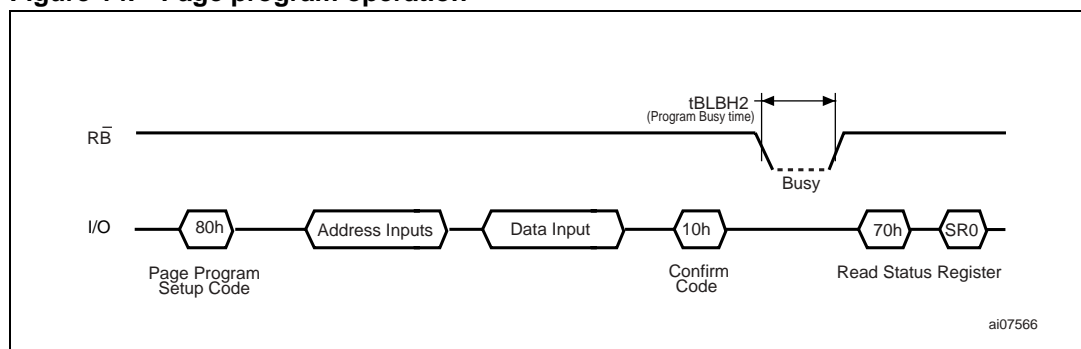 Figure 14. Page program operation
tBLBH2
(Program Busy time)
RB
Busy
I/O
80h
Address Inputs
Data Input
10h
70h
SR0
Page Program
Setup Code
Confirm
Code
Read Status Register
ai07566